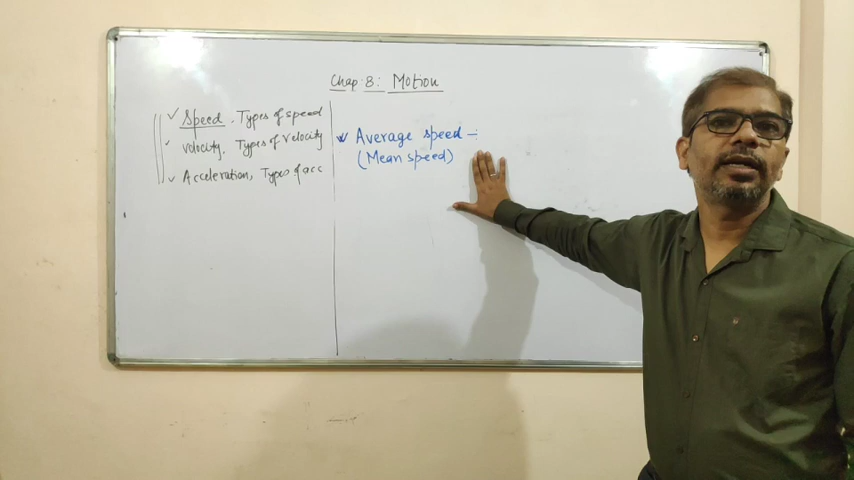 Chap. 8: Motion
✓ Speed. Types of speed
✓ Velocity. Types of velocity
✓ Acceleration, Types of acc
✓ Average speed -:
(Mean speed)